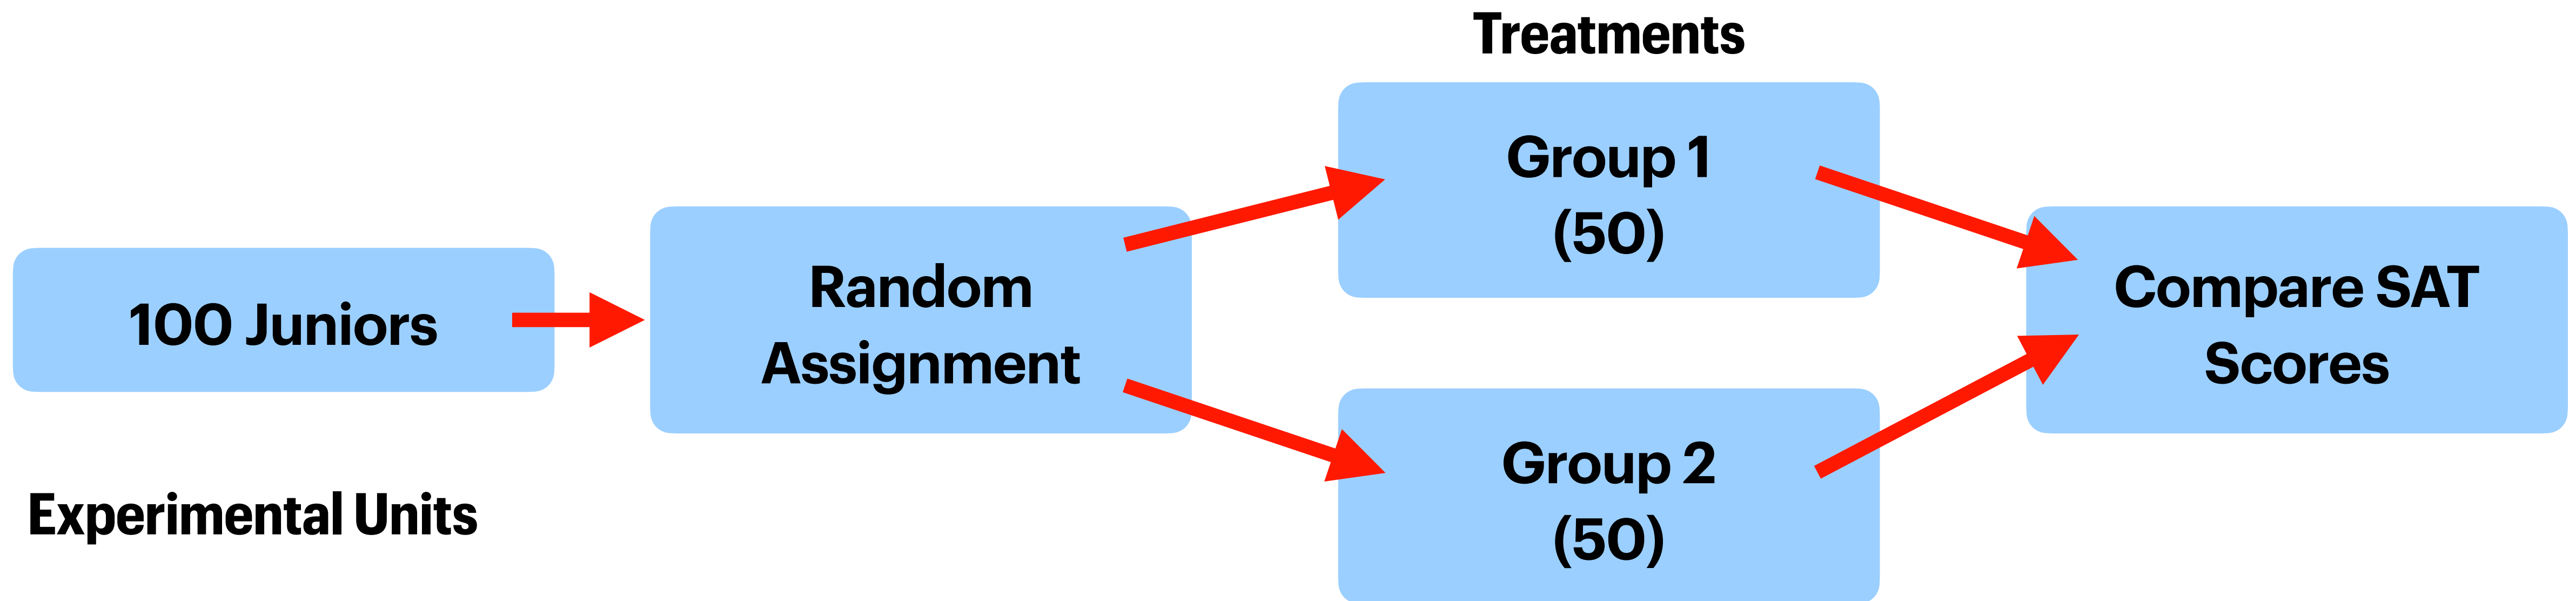 Treatments
100 Juniors
Experimental Units
Random
Assignment
Group 1
(50)
Group 2
(50)
Compare SAT
Scores